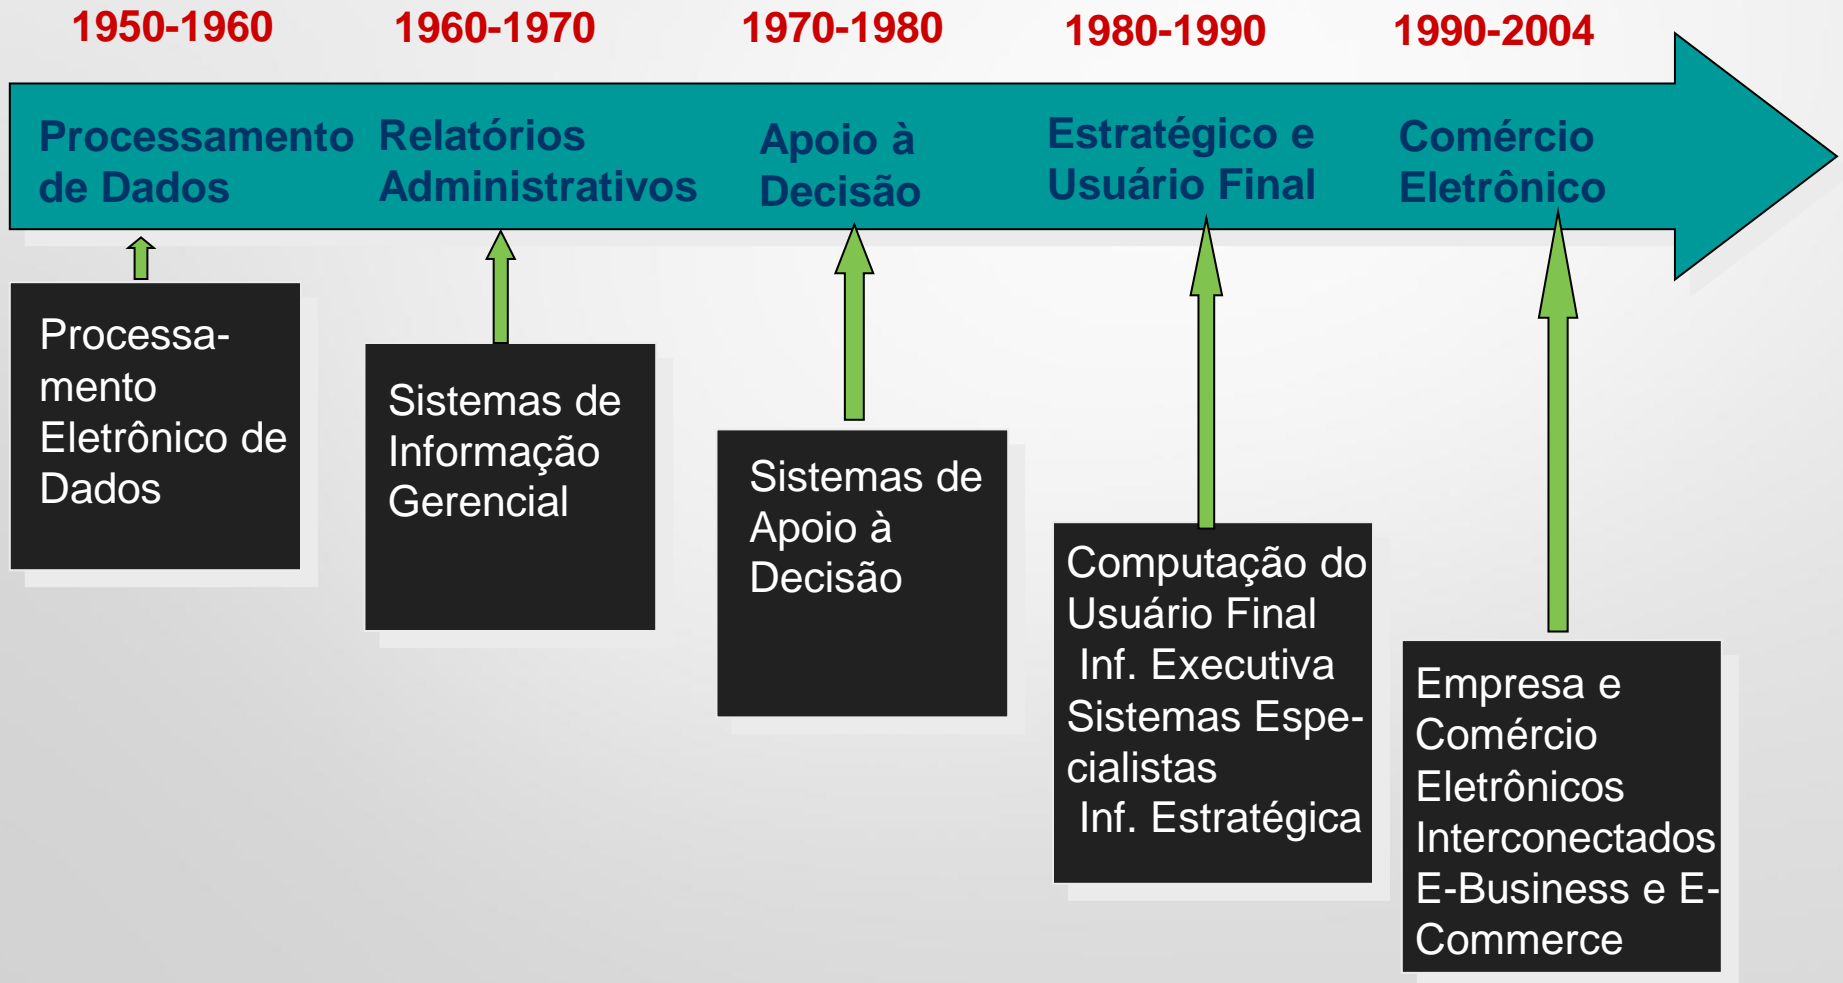 1950-1960
1960-1970
1970-1980
1980-1990
1990-2004
Processamento
de Dados
Relatórios
Administrativos
Apoio à
Decisão
Estratégico e
Usuário Final
Comércio
Eletrônico
Processa-
mento
Eletrônico de
Dados
Sistemas de
Informação
Gerencial
Sistemas de
Apoio à
Decisão
Computação do
Usuário Final
Inf. Executiva
Sistemas Espe-
cialistas
Inf. Estratégica
Empresa e
Comércio
Eletrônicos
Interconectados
E-Business e E-
Commerce